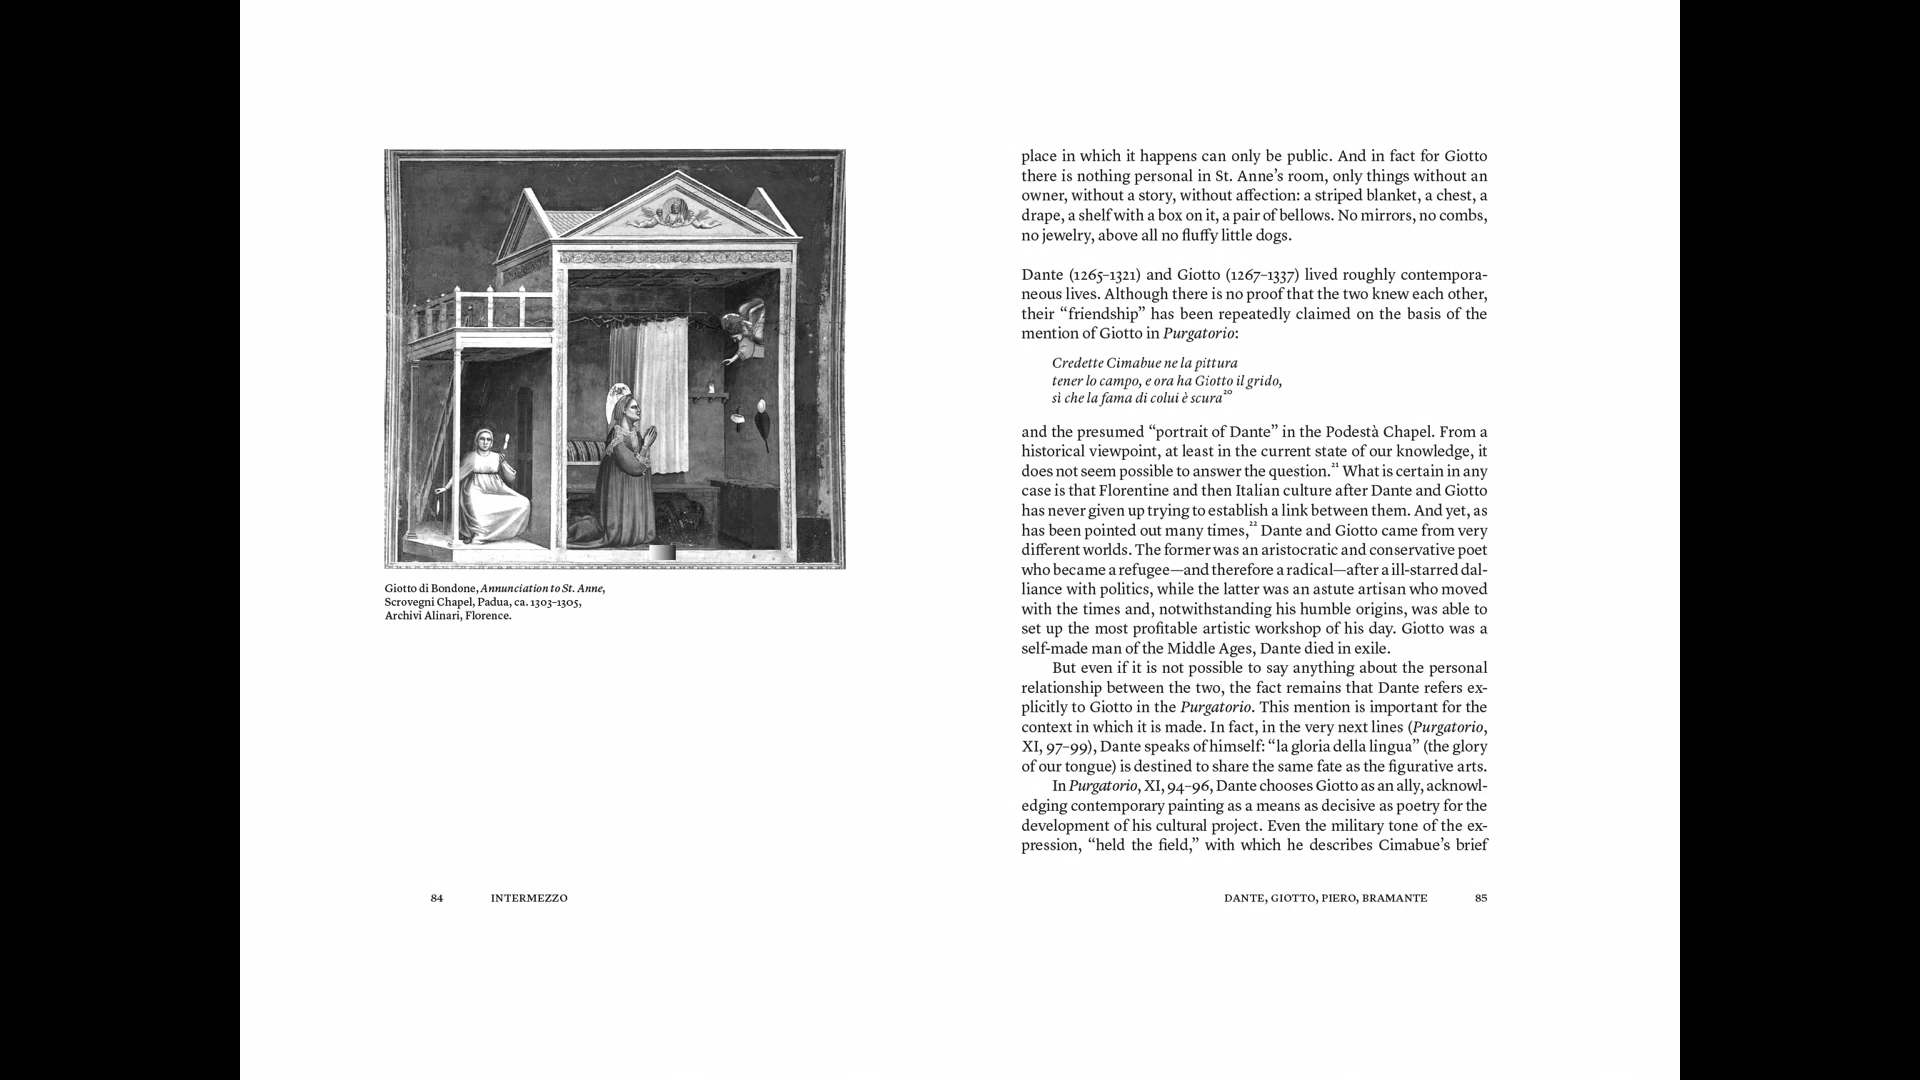 Giotto di Bondone, Annunciation to St. Anne,
Scrovegni Chapel, Padua, ca. 1303–1305,
Archivi Alinari, Florence.
84 INTERMEZZO
place in which it happens can only be public. And in fact for Giotto
there is nothing personal in St. Anne’s room, only things without an
owner, without a story, without affection: a striped blanket, a chest, a
drape, a shelf with a box on it, a pair of bellows. No mirrors, no combs,
no jewelry, above all no fluffy little dogs.
Dante (1265–1321) and Giotto (1267–1337) lived roughly contempora-
neous lives. Although there is no proof that the two knew each other,
their “friendship” has been repeatedly claimed on the basis of the
mention of Giotto in Purgatorio:
Credette Cimabue ne la pittura
tener lo campo, e ora ha Giotto il grido,
sì che la fama di colui è scura20
and the presumed “portrait of Dante” in the Podestà Chapel. From a
historical viewpoint, at least in the current state of our knowledge, it
does not seem possible to answer the question.21 What is certain in any
case is that Florentine and then Italian culture after Dante and Giotto
has never given up trying to establish a link between them. And yet, as
has been pointed out many times,22 Dante and Giotto came from very
different worlds. The former was an aristocratic and conservative poet
who became a refugee—and therefore a radical—after a ill-starred dal-
liance with politics, while the latter was an astute artisan who moved
with the times and, notwithstanding his humble origins, was able to
set up the most profitable artistic workshop of his day. Giotto was a
self-made man of the Middle Ages, Dante died in exile.
But even if it is not possible to say anything about the personal
relationship between the two, the fact remains that Dante refers ex-
plicitly to Giotto in the Purgatorio. This mention is important for the
context in which it is made. In fact, in the very next lines (Purgatorio,
XI, 97–99), Dante speaks of himself: “la gloria della lingua” (the glory
of our tongue) is destined to share the same fate as the figurative arts.
In Purgatorio, XI, 94–96, Dante chooses Giotto as an ally, acknowl-
edging contemporary painting as a means as decisive as poetry for the
development of his cultural project. Even the military tone of the ex-
pression, “held the field,” with which he describes Cimabue’s brief
DANTE, GIOTTO, PIERO, BRAMANTE 85